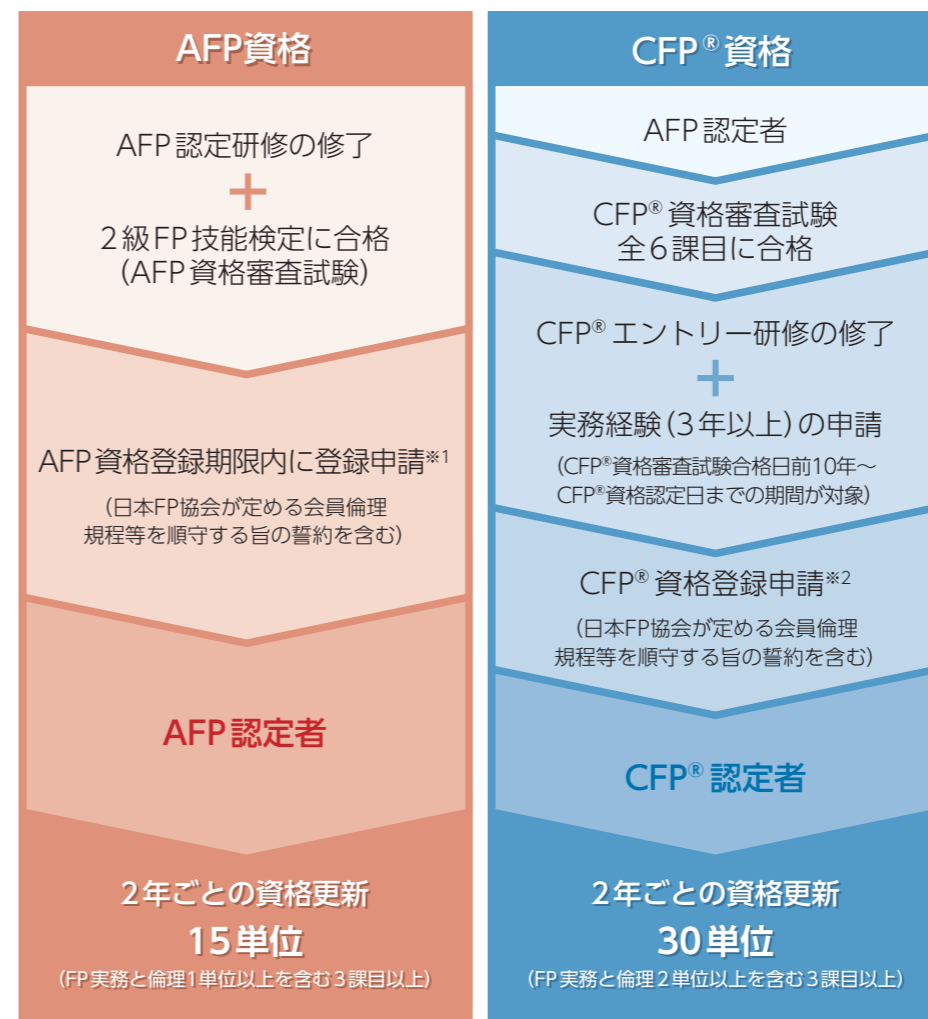 AFP資格
AFP認定研修の修了
+
2級FP技能検定に合格
(AFP資格審査試験)
AFP資格登録期限内に登録申請※1
(日本FP協会が定める会員倫理
規程等を順守する旨の誓約を含む)
AFP認定者
2年ごとの資格更新
15単位
(FP実務と倫理1単位以上を含む3課目以上)
CFP®資格
AFP認定者
CFP®資格審査試験
全6課目に合格
CFP®エントリー研修の修了
+
実務経験(3年以上)の申請
(CFP®資格審査試験合格日前10年〜
CFP®資格認定日までの期間が対象)
CFP®資格登録申請※2
(日本FP協会が定める会員倫理
規程等を順守する旨の誓約を含む)
CFP®認定者
2年ごとの資格更新
30単位
(FP実務と倫理2単位以上を含む3課目以上)